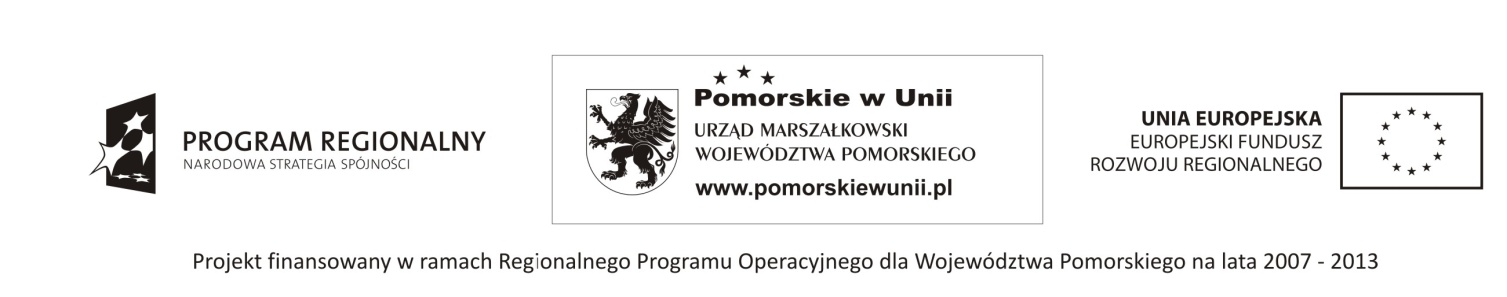 PROGRAM REGIONALNY
NARODOWA STRATEGIA SPÓJNOŚCI
Pomorskie w Unii
URZĄD MARSZAŁKOWSKI
WOJEWÓDZTWA POMORSKIEGO
www.pomorskiewunii.pl
UNIA EUROPEJSKA
EUROPEJSKI FUNDUSZ
ROZWOJU REGIONALNEGO
Projekt finansowany w ramach Regionalnego Programu Operacyjnego dla Województwa Pomorskiego na lata 2007 - 2013